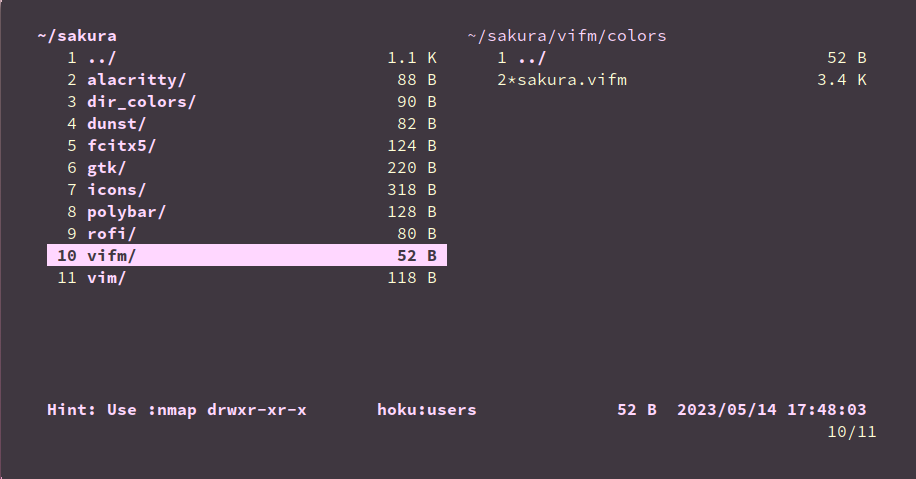 ~/sakura
1 ../ 1.1 K
2 alacritty/ 88 B
3 dir_colors/ 90 B
4 dunst/ 82 B
5 fcitx5/ 124 B
6 gtk/ 220 B
7 icons/ 318 B
8 polybar/ 128 B
9 rofi/ 80 B
10 vifm/ 52 B
11 vim/ 118 B
~/sakura/vifm/colors
1 ../ 52 B
2*sakura.vifm 3.4 K
Hint: Use :nmap drwxr-xr-x hoku:users 52 B 2023/05/14 17:48:03
10/11